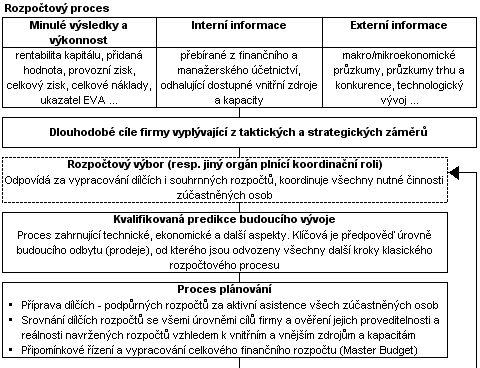 Rozpočtový proces
Minulé výsledky a
výkonnost
rentabilita kapitálu, přidaná
hodnota, provozní zisk,
celkový zisk, celkové náklady,
ukazatel EVA ...
Interní informace
přebírané z finančního a
manažerského účetnictví,
odhalující dostupné vnitřní zdroje
a kapacity
Externí informace
makro/mikroekonomické
průzkumy, průzkumy trhu a
konkurence, technologický
vývoj ...
Dlouhodobé cíle firmy vyplývající z taktických a strategických záměrů
Rozpočtový výbor (resp. jiný orgán plnící koordinační roli)
Odpovídá za vypracování dílčích i souhrnných rozpočtů, koordinuje všechny nutné činnosti
zúčastněných osob
Kvalifikovaná predikce budoucího vývoje
Proces zahrnující technické, ekonomické a další aspekty. Klíčová je předpověď úrovně
budoucího odbytu (prodeje), od kterého jsou odvozeny všechny další kroky klasického
rozpočtového procesu
Proces plánování
▪ Příprava dílčích - podpůrných rozpočtů za aktivní asistence všech zúčastněných osob
▪ Srovnání dílčích rozpočtů se všemi úrovněmi cílů firmy a ověření jejich proveditelnosti a
reálnosti navržených rozpočtů vzhledem k vnitřním a vnějším zdrojům a kapacitám
▪ Připomínkové řízení a vypracování celkového finančního rozpočtu (Master Budget)